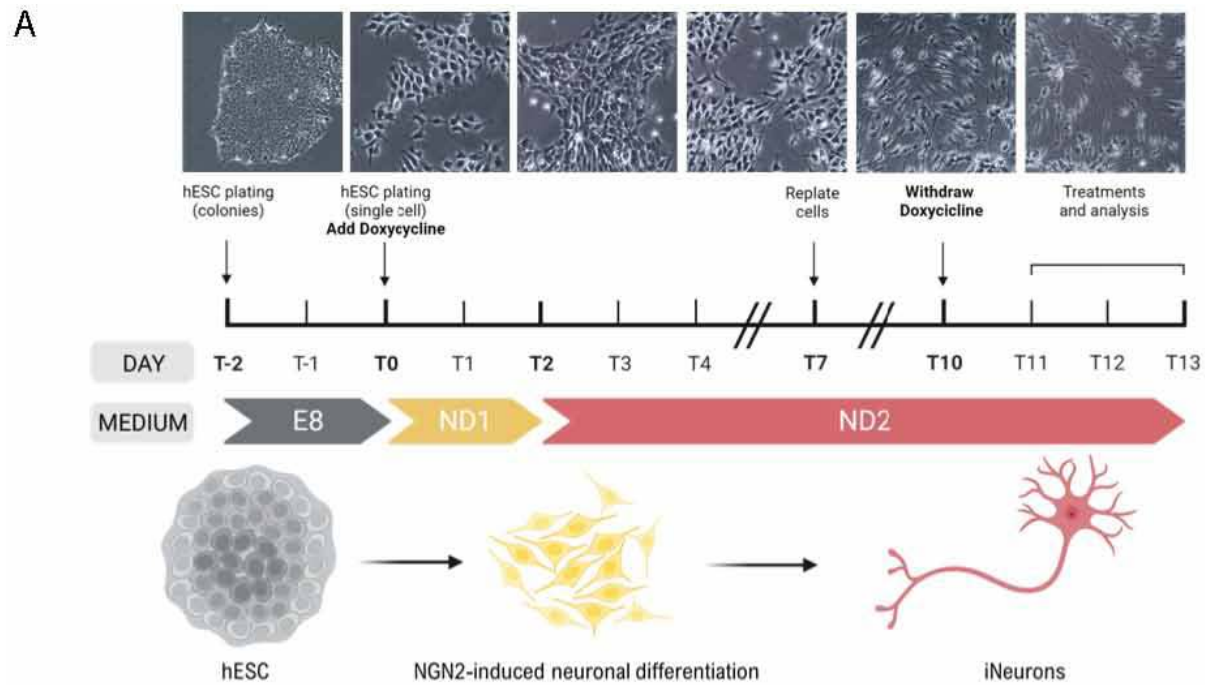 A
hESC plating
(colonies)
hESC plating
(single cell)
Add Doxycycline
Replate
cells
Withdraw
Doxycicline
Treatments
and analysis
DAY T-2 T-1 T0 T1 T2 T3 T4 T7 T10 T11 T12 T13
MEDIUM E8 ND1 ND2
hESC NGN2-induced neuronal differentiation iNeurons